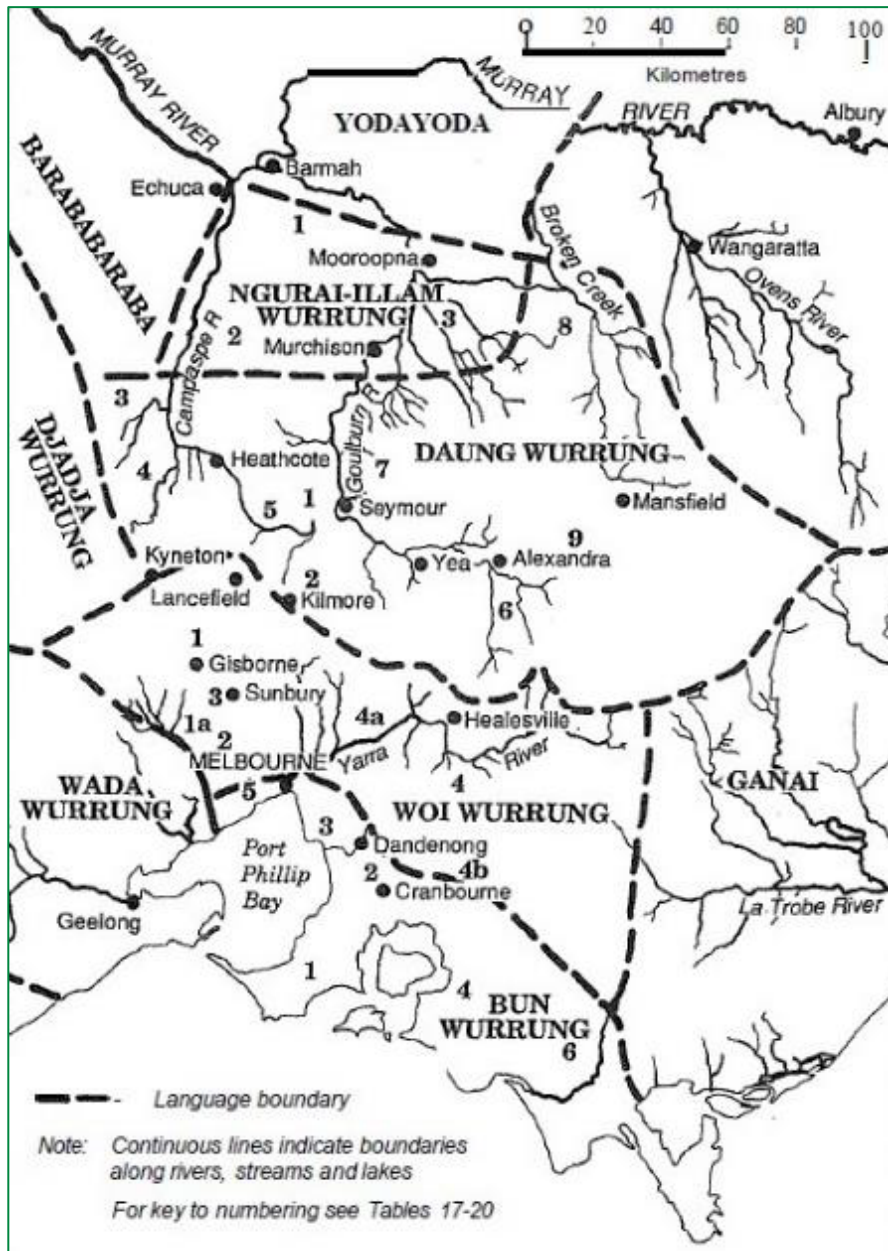 0 20 40 60 80 100
Kilometres
MURRAY RIVER
MURRAY
RIVER
Albury
YODAYODA
Barmah
Echuca
BARABABARABA
1
Mooroopna
Broken Creek
Wangaratta
Ovens River
NGURAI-ILLAM
WURRUNG
2
3
8
Murchison
Campaspe R
Goulburn R
3
DJADJA
WURRUNG
4
Heathcote
7
DAUNG WURRUNG
5
1
Seymour
Mansfield
Kyneton
Lancefield
2
Kilmore
Yea
9
Alexandra
6
1
Gisborne
3
Sunbury
1a
2
4a
Healesville
MELBOURNE
Yarra
River
WADA
WURRUNG
5
4
WOI WURRUNG
GANAI
3
Dandenong
Port
Phillip
Bay
2
4b
Cranbourne
Geelong
La Trobe River
1
4
BUN
WURRUNG
6
- Language boundary
Note: Continuous lines indicate boundaries
along rivers, streams and lakes
For key to numbering see Tables 17-20